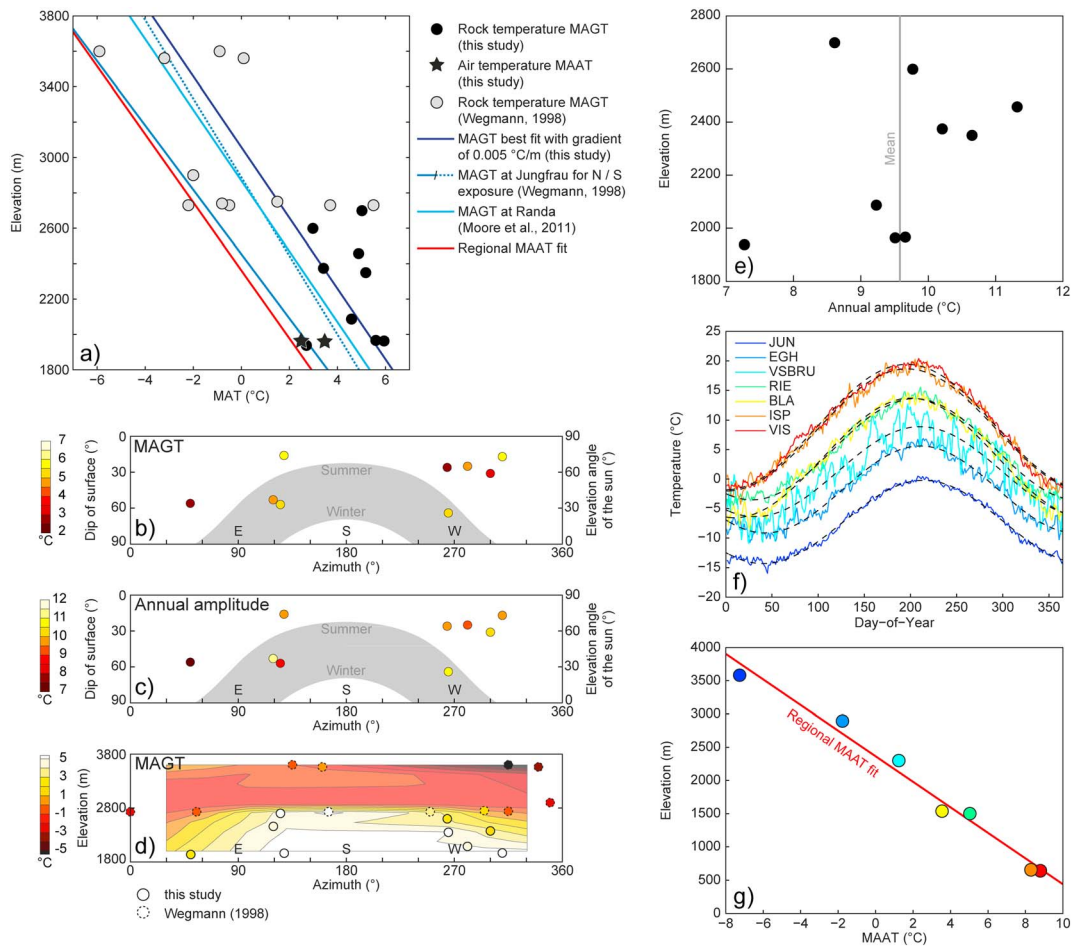 3800
3400
3000
2600
2200
1800
Elevation (m)
a)
−6
−4
−2
0
2
4
6
MAT (°C)
Rock temperature MAGT
(this study)
Air temperature MAAT
(this study)
Rock temperature MAGT
(Wegmann, 1998)
MAGT best fit with gradient
of 0.005 °C/m (this study)
MAGT at Jungfrau for N / S
exposure (Wegmann, 1998)
MAGT at Randa
(Moore et al., 2011)
Regional MAAT fit
7
6
5
4
3
2
°C
Dip of surface (°)
0
30
60
90
MAGT
Summer
Winter
b)
E
S
W
90
60
30
0
Elevation angle
of the sun (°)
0
90
180
270
360
Azimuth (°)
12
11
10
9
8
7
°C
Dip of surface (°)
0
30
60
90
Annual amplitude
Summer
Winter
c)
E
S
W
90
60
30
0
Elevation angle
of the sun (°)
0
90
180
270
360
Azimuth (°)
5
3
1
-1
-3
-5
°C
Elevation (m)
3800
2800
1800
MAGT
d)
E
S
W
0
90
180
270
360
Azimuth (°)
this study
Wegmann (1998)
3000
2600
2200
1800
Elevation (m)
Mean
e)
7
8
9
10
11
12
Annual amplitude (°C)
25
20
15
10
5
0
−5
−10
−15
−20
Temperature (°C)
JUN
EGH
VSBRU
RIE
BLA
ISP
VIS
f)
0
50
100
150
200
250
300
350
Day−of−Year
4000
3500
3000
2500
2000
1500
1000
500
0
Elevation (m)
Regional MAAT fit
g)
−8
−6
−4
−2
0
2
4
6
8
10
MAAT (°C)